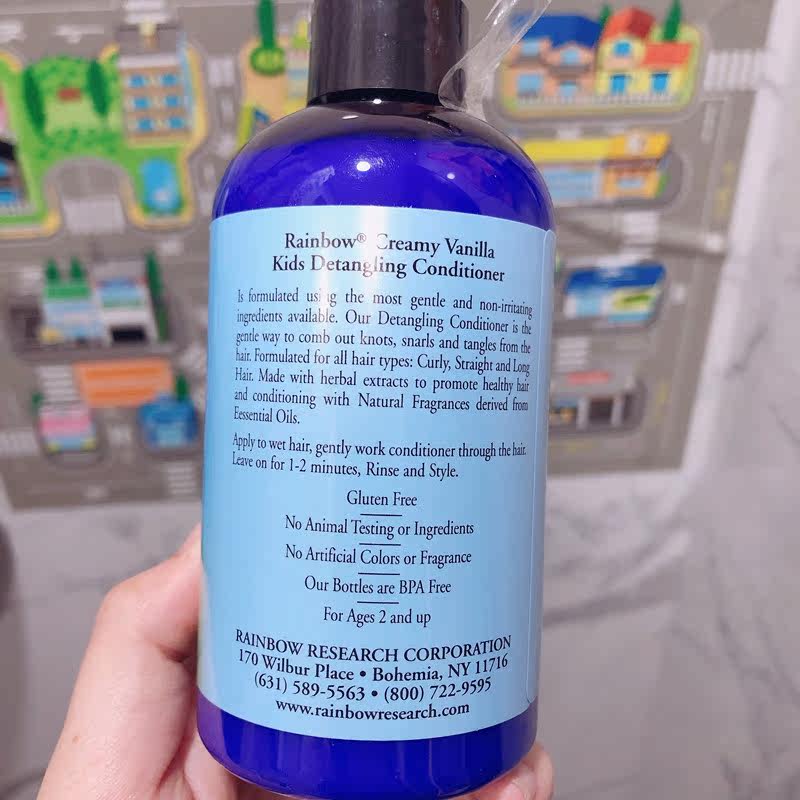 Rainbow® Creamy Vanilla
Kids Detangling Conditioner
Is formulated using the most gentle and non-irritating
ingredients available. Our Detangling Conditioner is the
gentle way to comb out knots, snarls and tangles from the
hair. Formulated for all hair types: Curly, Straight and Long
Hair. Made with herbal extracts to promote healthy hair
and conditioning with Natural Fragrances derived from
Eessential Oils.
Apply to wet hair, gently work conditioner through the hair.
Leave on for 1-2 minutes, Rinse and Style.
Gluten Free
No Animal Testing or Ingredients
No Artificial Colors or Fragrance
Our Bottles are BPA Free
For Ages 2 and up
RAINBOW RESEARCH CORPORATION
170 Wilbur Place • Bohemia, NY 11716
(631) 589-5563 • (800) 722-9595
www.rainbowresearch.com